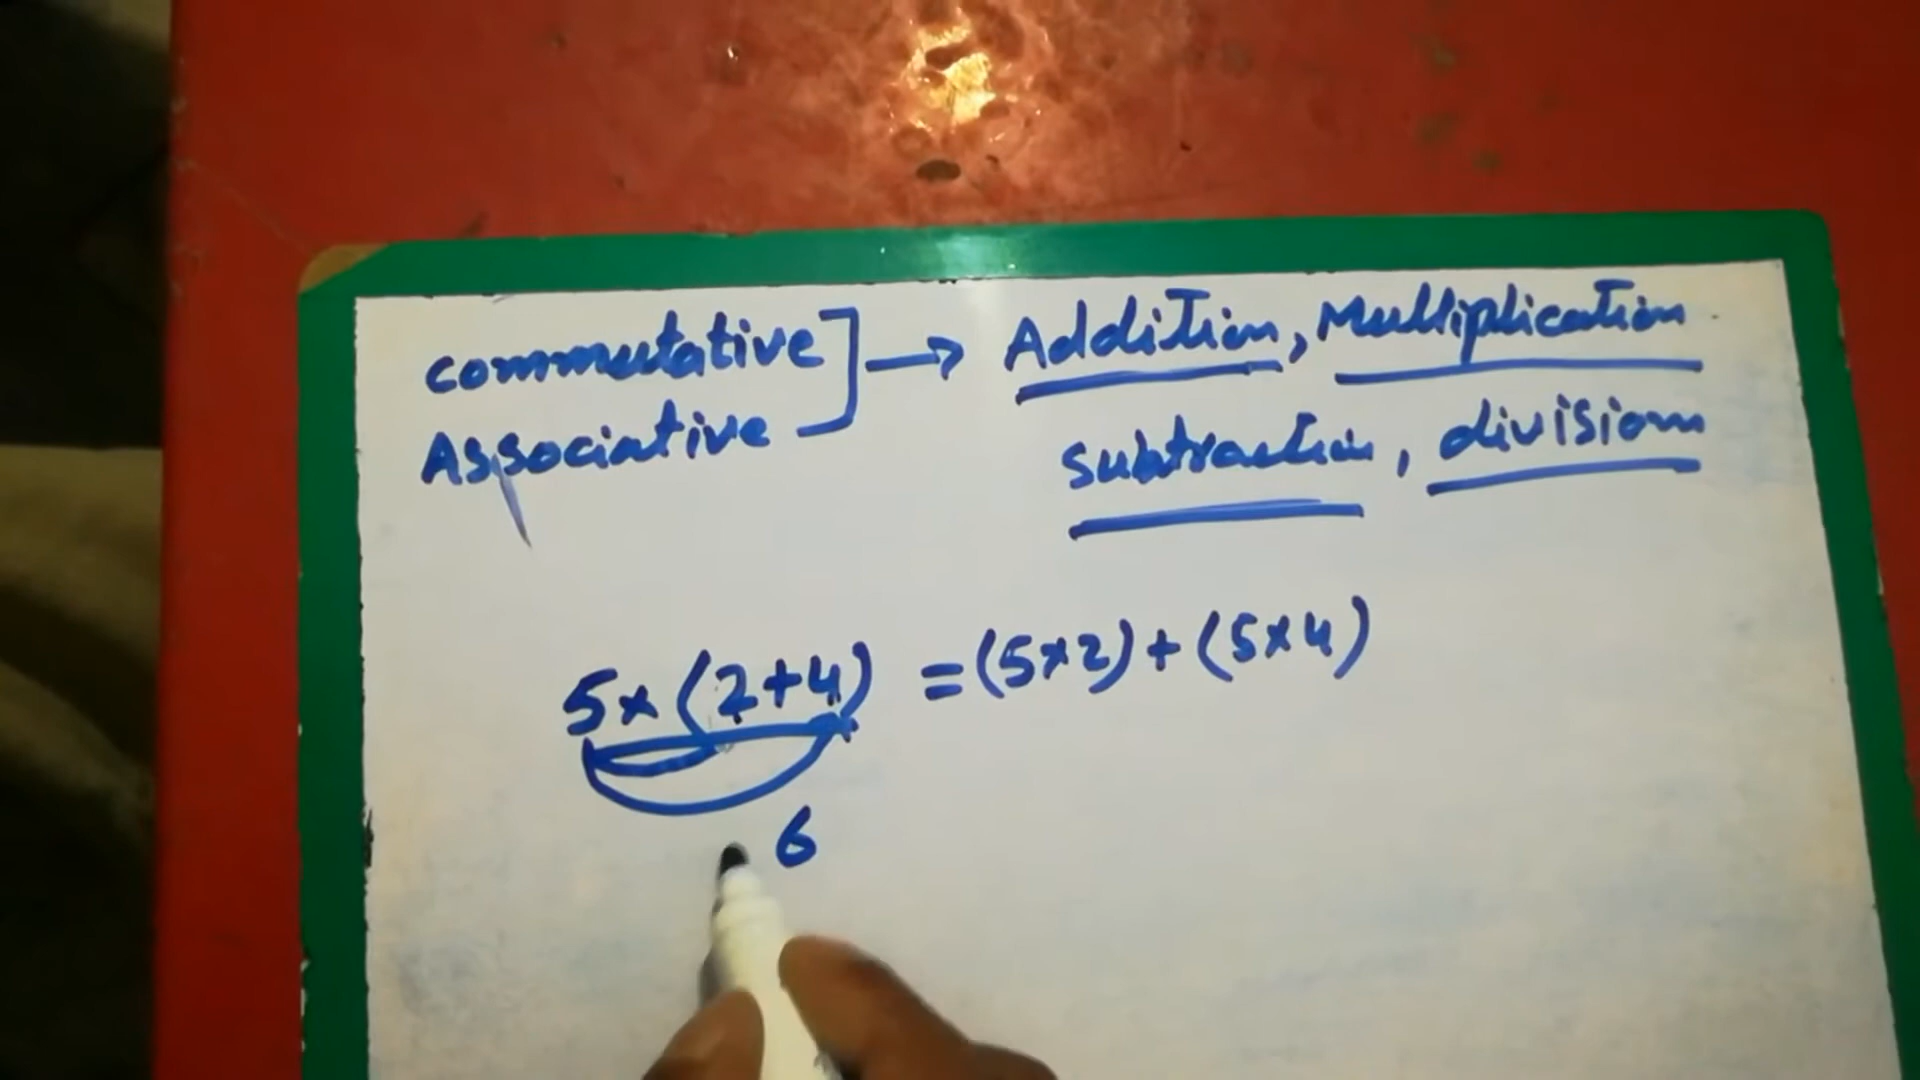 commutative ] → Addition, Multiplication
Associative subtraction, division
5×(2+4) = (5×2)+(5×4)
6